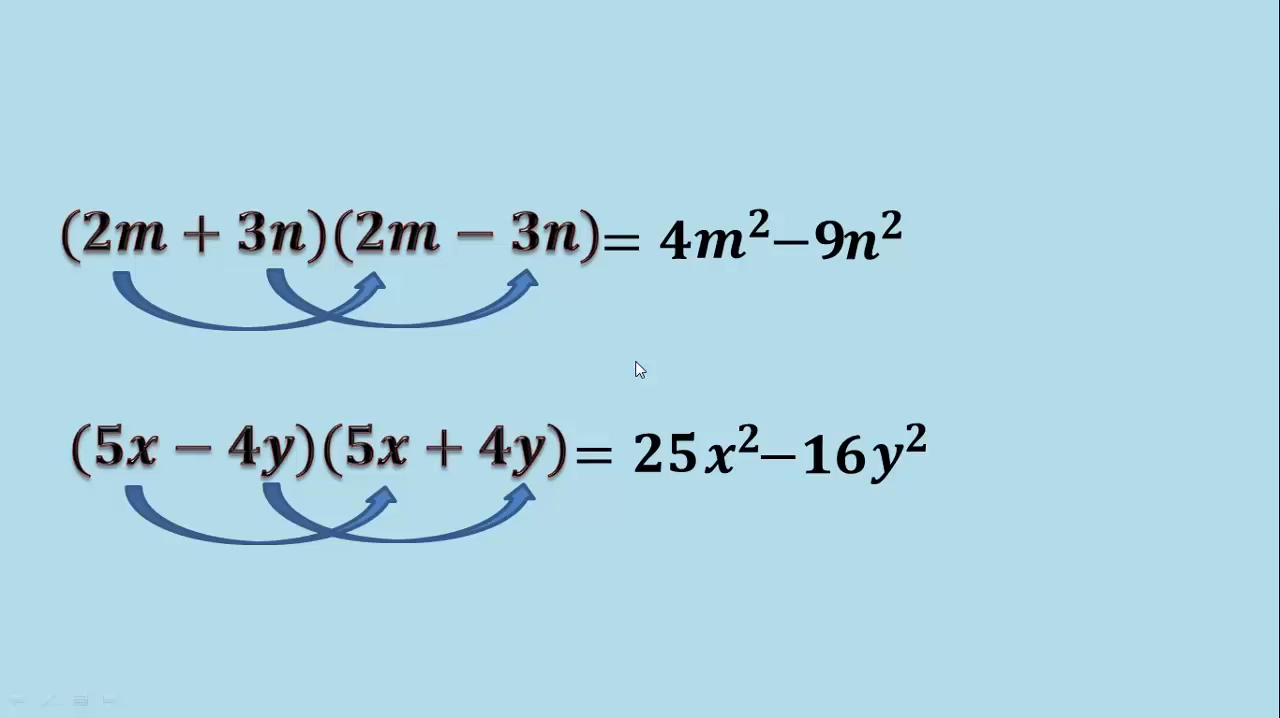 (2m + 3n)(2m − 3n)= 4m²−9n²
(5x − 4y)(5x + 4y)= 25x²−16y²